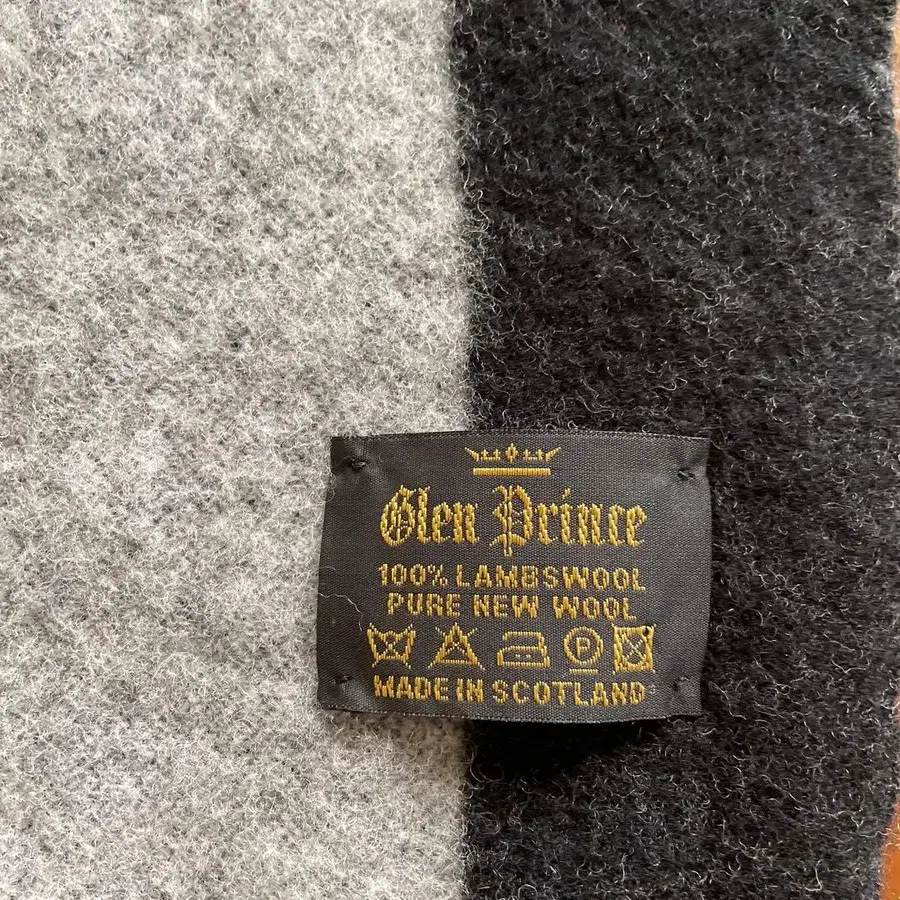 Glen Prince
100% LAMBSWOOL
PURE NEW WOOL
P
MADE IN SCOTLAND